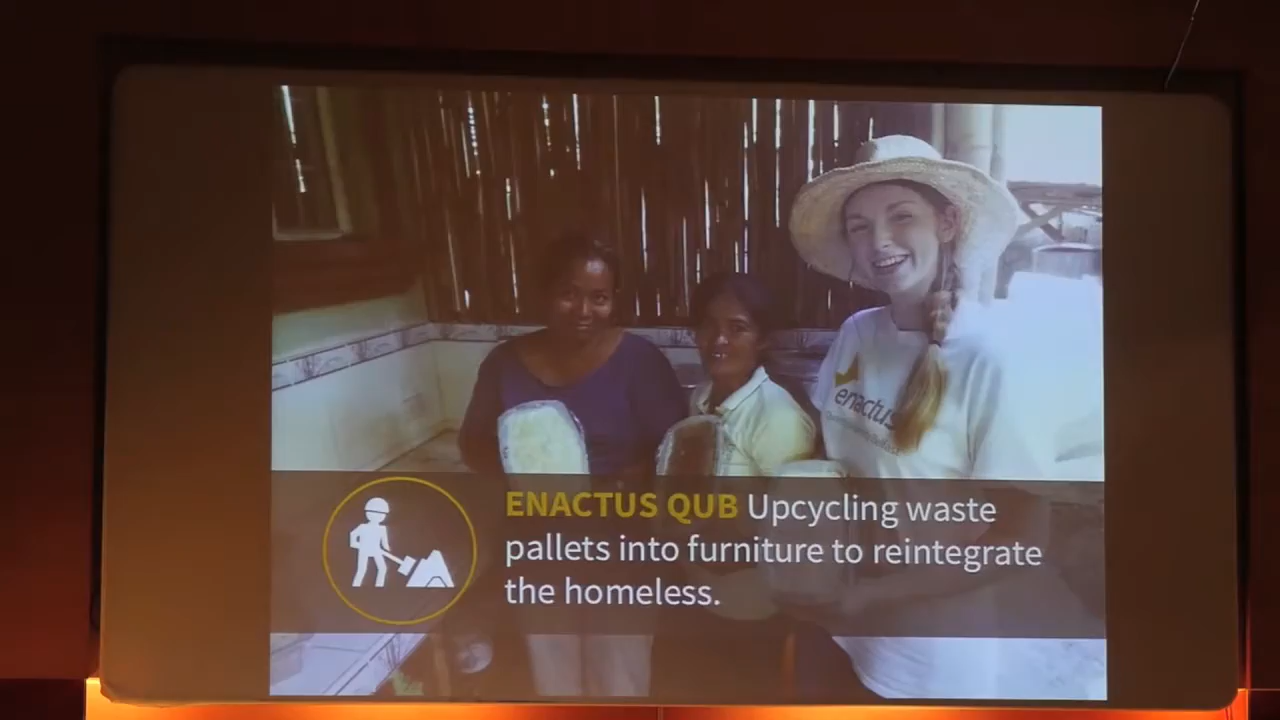 enactus
ENACTUS QUB Upcycling waste
pallets into furniture to reintegrate
the homeless.